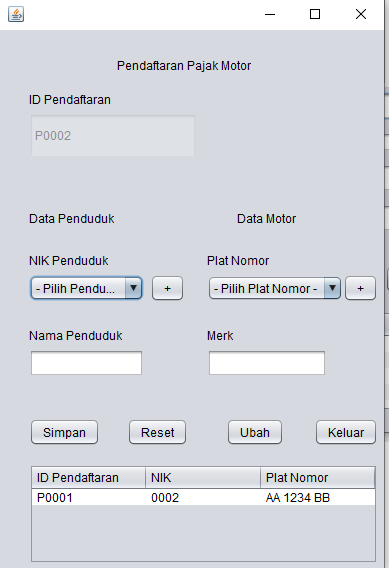 Pendaftaran Pajak Motor
ID Pendaftaran
P0002
Data Penduduk Data Motor
NIK Penduduk Plat Nomor
- Pilih Pendu... + - Pilih Plat Nomor - +
Nama Penduduk Merk
Simpan Reset Ubah Keluar
ID Pendaftaran NIK Plat Nomor
P0001 0002 AA 1234 BB